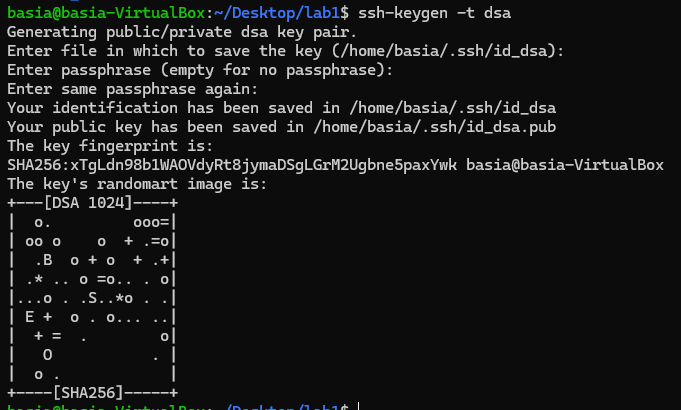 basia@basia-VirtualBox:~/Desktop/lab1$ ssh-keygen -t dsa
Generating public/private dsa key pair.
Enter file in which to save the key (/home/basia/.ssh/id_dsa):
Enter passphrase (empty for no passphrase):
Enter same passphrase again:
Your identification has been saved in /home/basia/.ssh/id_dsa
Your public key has been saved in /home/basia/.ssh/id_dsa.pub
The key fingerprint is:
SHA256:xTgLdn98b1WAOVdyRt8jymaDSgLGrM2Ugbne5paxYwk basia@basia-VirtualBox
The key's randomart image is:
+---[DSA 1024]----+
|  o.         ooo=|
| oo o    o  + .=o|
|  .B  o + o  + .+|
| .* .. o =o.. . o|
|...o . .S..*o . .|
| E +  o . o... ..|
|  + =  .        o|
|   O           . |
|  o .            |
+----[SHA256]-----+
basia@basia-VirtualBox:~/Desktop/lab1$